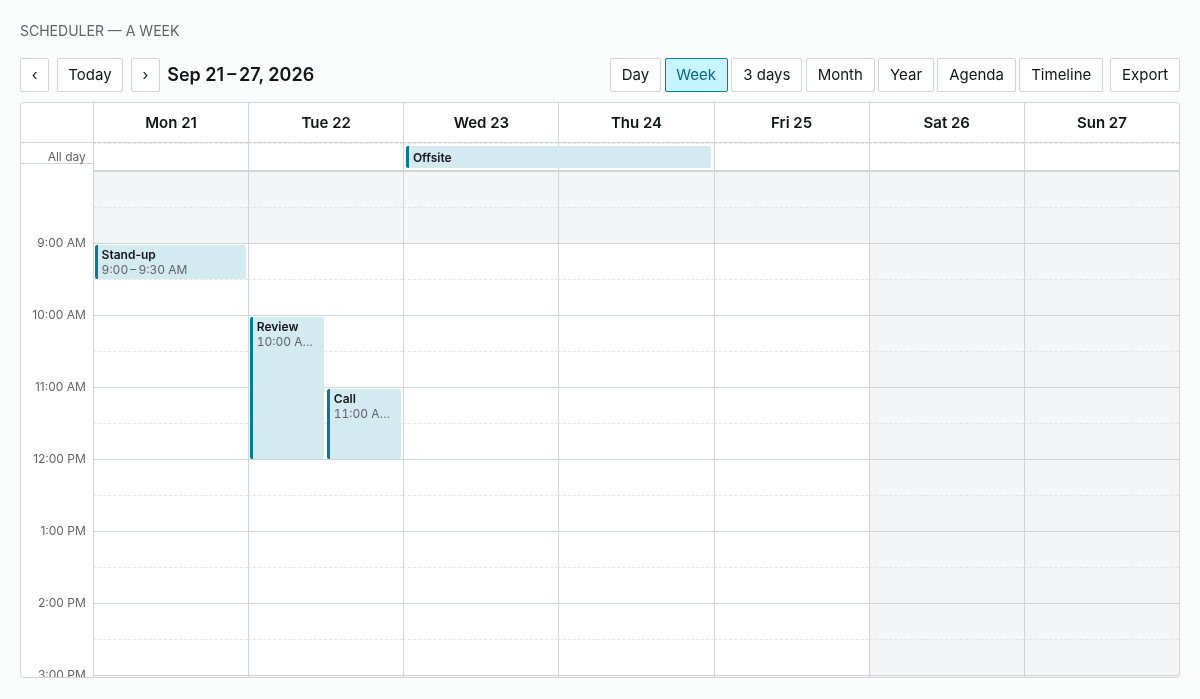 SCHEDULER — A WEEK
‹ Today › Sep 21 – 27, 2026 Day Week 3 days Month Year Agenda Timeline Export
Mon 21 Tue 22 Wed 23 Thu 24 Fri 25 Sat 26 Sun 27
All day Offsite
9:00 AM
Stand-up
9:00 – 9:30 AM
10:00 AM
Review
10:00 A...
11:00 AM
Call
11:00 A...
12:00 PM
1:00 PM
2:00 PM
3:00 PM